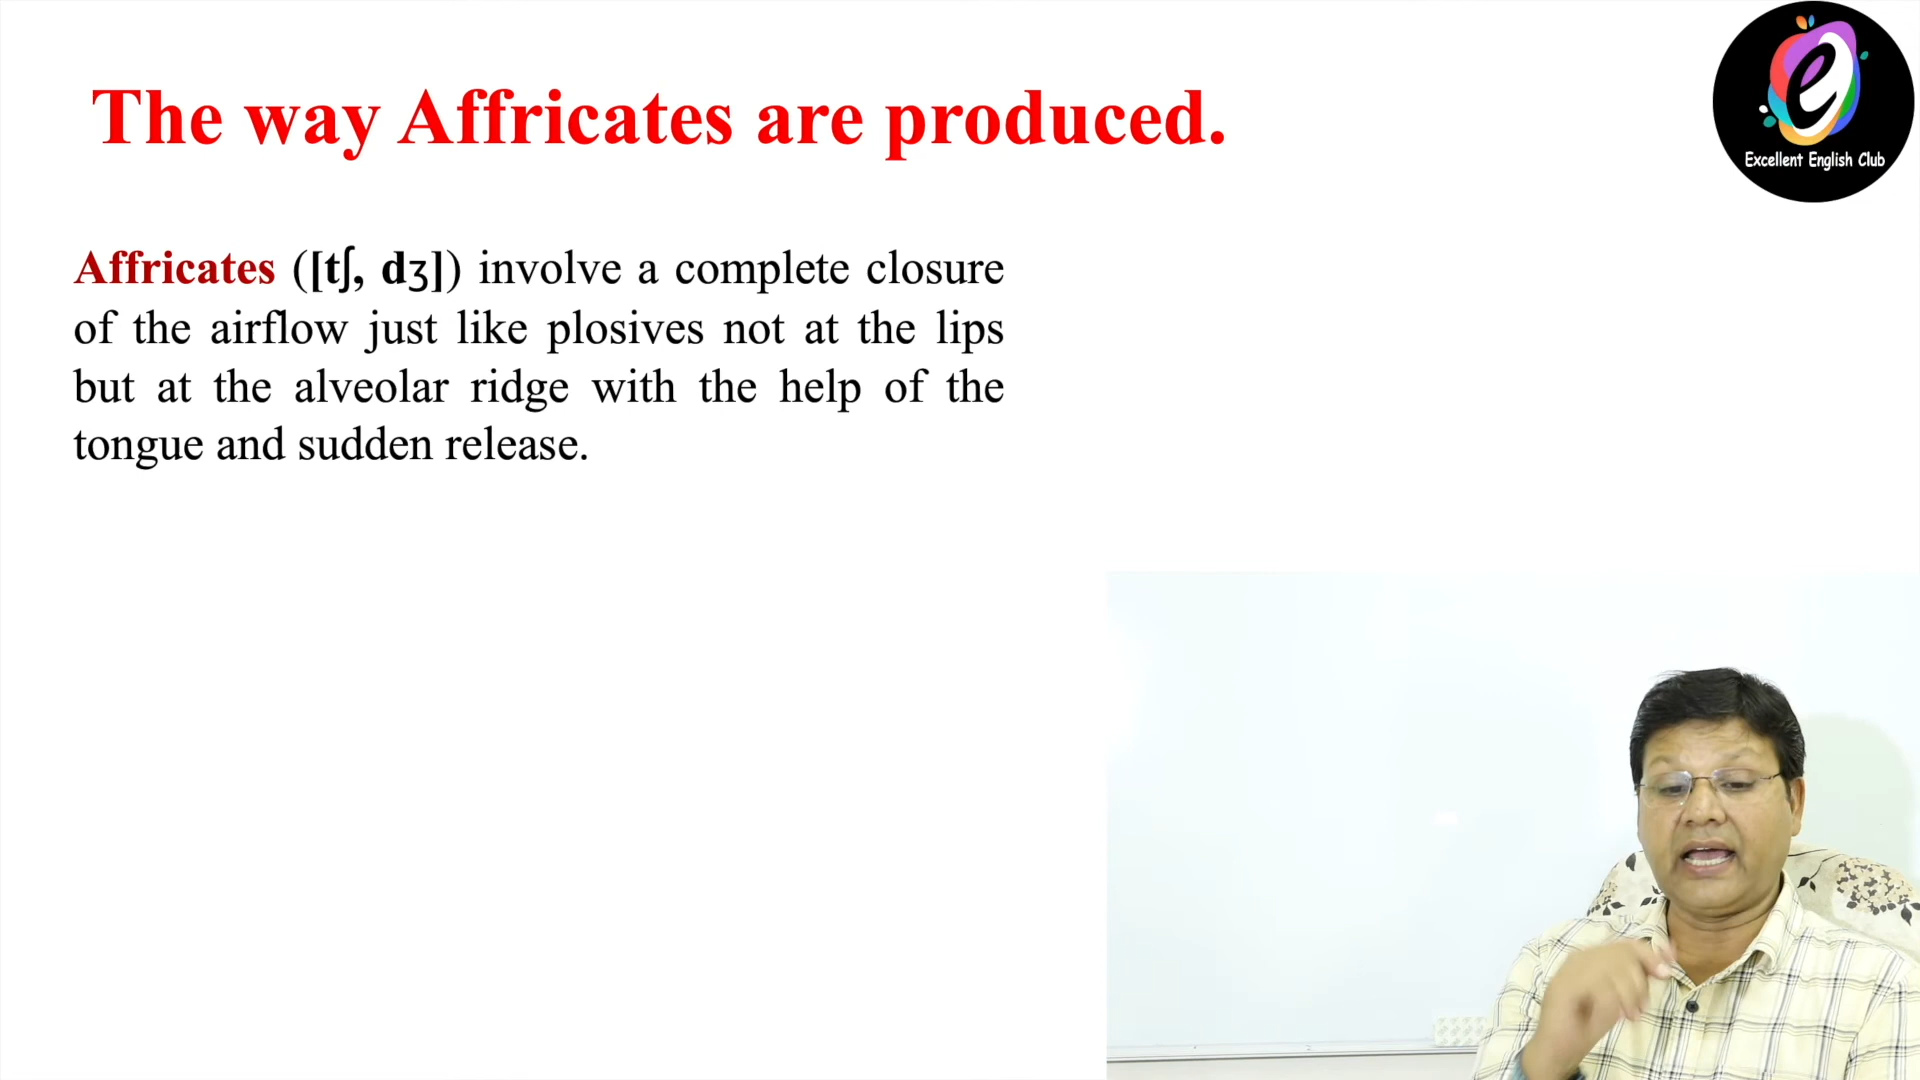 The way Affricates are produced.
Excellent English Club
Affricates ([tʃ, dʒ]) involve a complete closure
of the airflow just like plosives not at the lips
but at the alveolar ridge with the help of the
tongue and sudden release.